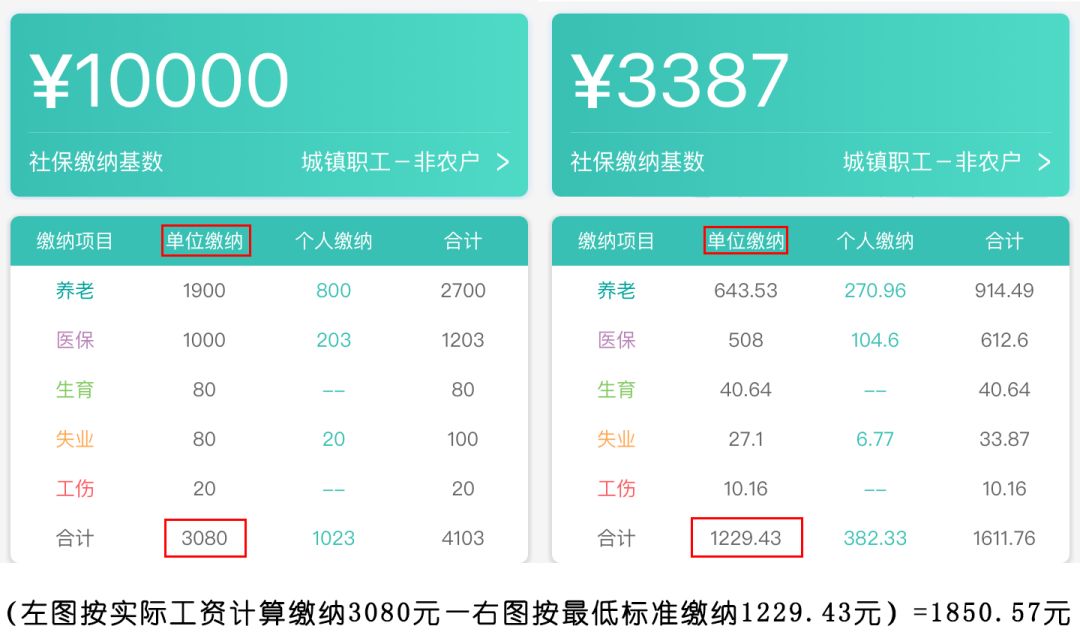 ¥10000
社保缴纳基数 城镇职工－非农户 >
缴纳项目 单位缴纳 个人缴纳 合计
养老 1900 800 2700
医保 1000 203 1203
生育 80 -- 80
失业 80 20 100
工伤 20 -- 20
合计 3080 1023 4103
¥3387
社保缴纳基数 城镇职工－非农户 >
缴纳项目 单位缴纳 个人缴纳 合计
养老 643.53 270.96 914.49
医保 508 104.6 612.6
生育 40.64 -- 40.64
失业 27.1 6.77 33.87
工伤 10.16 -- 10.16
合计 1229.43 382.33 1611.76
(左图按实际工资计算缴纳3080元一右图按最低标准缴纳1229.43元) =1850.57元